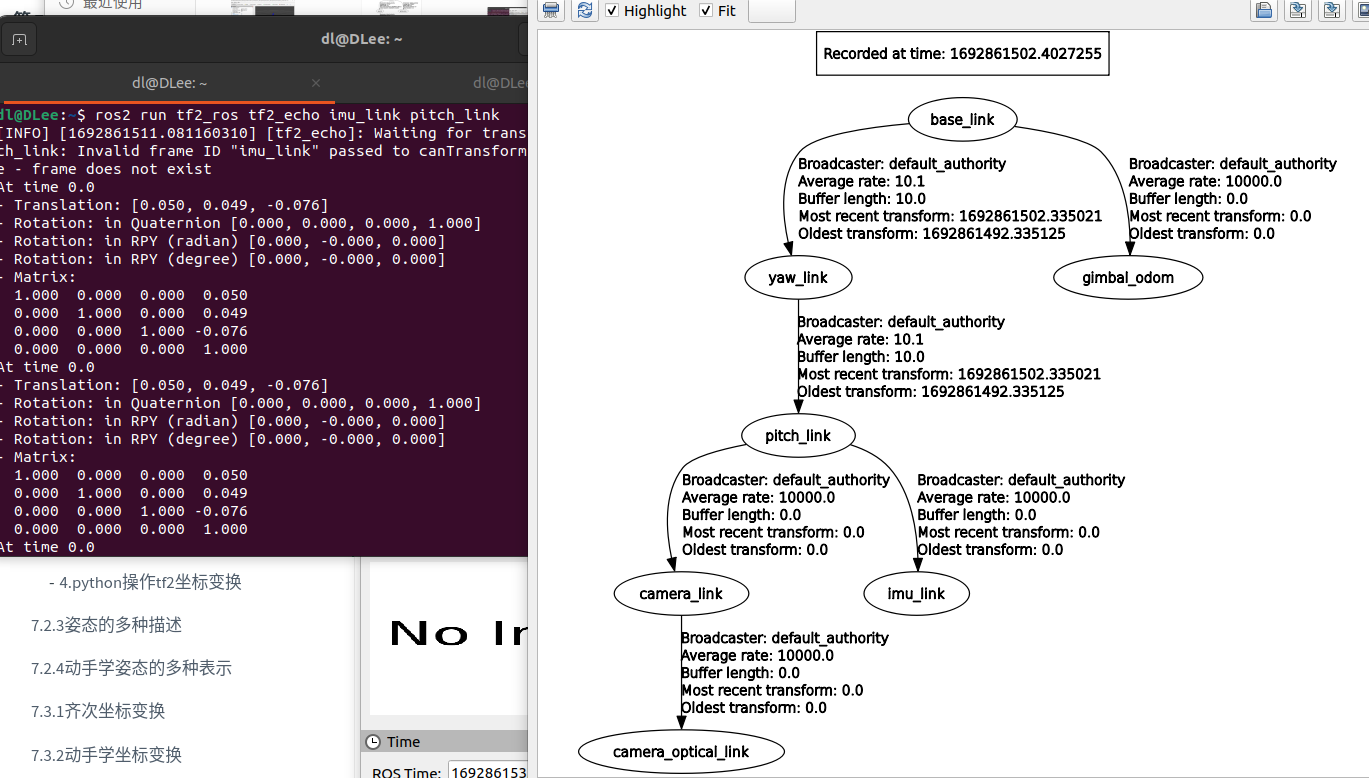 最近使用
dl@DLee: ~
dl@DLee: ~
dl@DLee
dl@DLee:~$ ros2 run tf2_ros tf2_echo imu_link pitch_link
[INFO] [1692861511.081160310] [tf2_echo]: Waiting for trans
ch_link: Invalid frame ID "imu_link" passed to canTransform
e - frame does not exist
At time 0.0
- Translation: [0.050, 0.049, -0.076]
- Rotation: in Quaternion [0.000, 0.000, 0.000, 1.000]
- Rotation: in RPY (radian) [0.000, -0.000, 0.000]
- Rotation: in RPY (degree) [0.000, -0.000, 0.000]
- Matrix:
1.000 0.000 0.000 0.050
0.000 1.000 0.000 0.049
0.000 0.000 1.000 -0.076
0.000 0.000 0.000 1.000
At time 0.0
- Translation: [0.050, 0.049, -0.076]
- Rotation: in Quaternion [0.000, 0.000, 0.000, 1.000]
- Rotation: in RPY (radian) [0.000, -0.000, 0.000]
- Rotation: in RPY (degree) [0.000, -0.000, 0.000]
- Matrix:
1.000 0.000 0.000 0.050
0.000 1.000 0.000 0.049
0.000 0.000 1.000 -0.076
0.000 0.000 0.000 1.000
At time 0.0
- 4.python操作tf2坐标变换
7.2.3姿态的多种描述
7.2.4动手学姿态的多种表示
7.3.1齐次坐标变换
7.3.2动手学坐标变换
No I
Time
ROS Time: 169286153
Highlight
Fit
Recorded at time: 1692861502.4027255
base_link
Broadcaster: default_authority
Average rate: 10.1
Buffer length: 10.0
Most recent transform: 1692861502.335021
Oldest transform: 1692861492.335125
Broadcaster: default_authority
Average rate: 10000.0
Buffer length: 0.0
Most recent transform: 0.0
Oldest transform: 0.0
yaw_link
gimbal_odom
Broadcaster: default_authority
Average rate: 10.1
Buffer length: 10.0
Most recent transform: 1692861502.335021
Oldest transform: 1692861492.335125
pitch_link
Broadcaster: default_authority
Average rate: 10000.0
Buffer length: 0.0
Most recent transform: 0.0
Oldest transform: 0.0
Broadcaster: default_authority
Average rate: 10000.0
Buffer length: 0.0
Most recent transform: 0.0
Oldest transform: 0.0
camera_link
imu_link
Broadcaster: default_authority
Average rate: 10000.0
Buffer length: 0.0
Most recent transform: 0.0
Oldest transform: 0.0
camera_optical_link